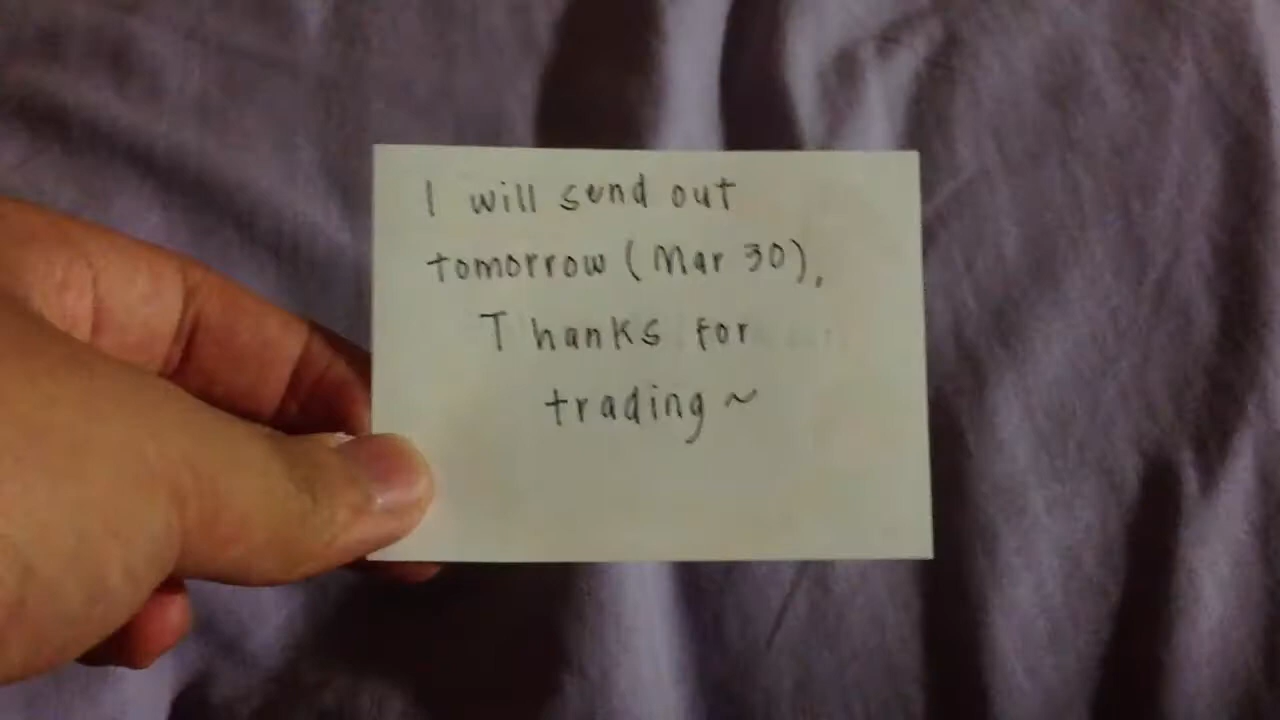 I will send out
tomorrow (Mar 30),
Thanks for
trading ~